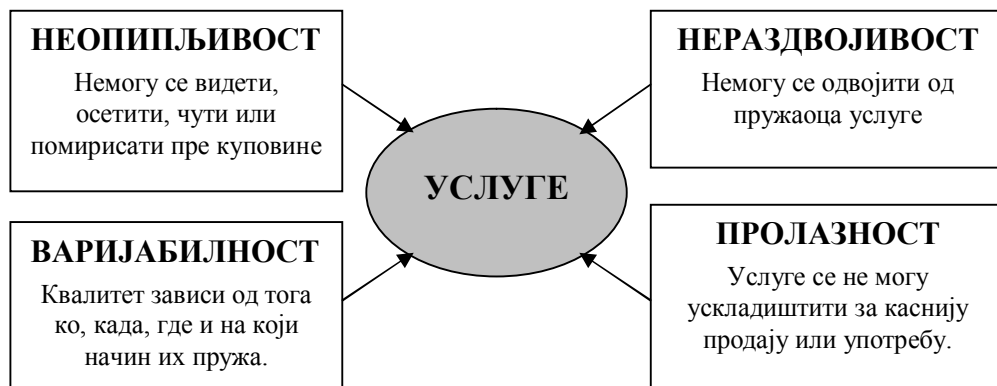 НЕОПИПЉИВОСТ
Немогу се видети,
осетити, чути или
помирисати пре куповине
НЕРАЗДВОЈИВОСТ
Немогу се одвојити од
пружаоца услуге
УСЛУГЕ
ВАРИЈАБИЛНОСТ
Квалитет зависи од тога
ко, када, где и на који
начин их пружа.
ПРОЛАЗНОСТ
Услуге се не могу
ускладиштити за каснију
продају или употребу.